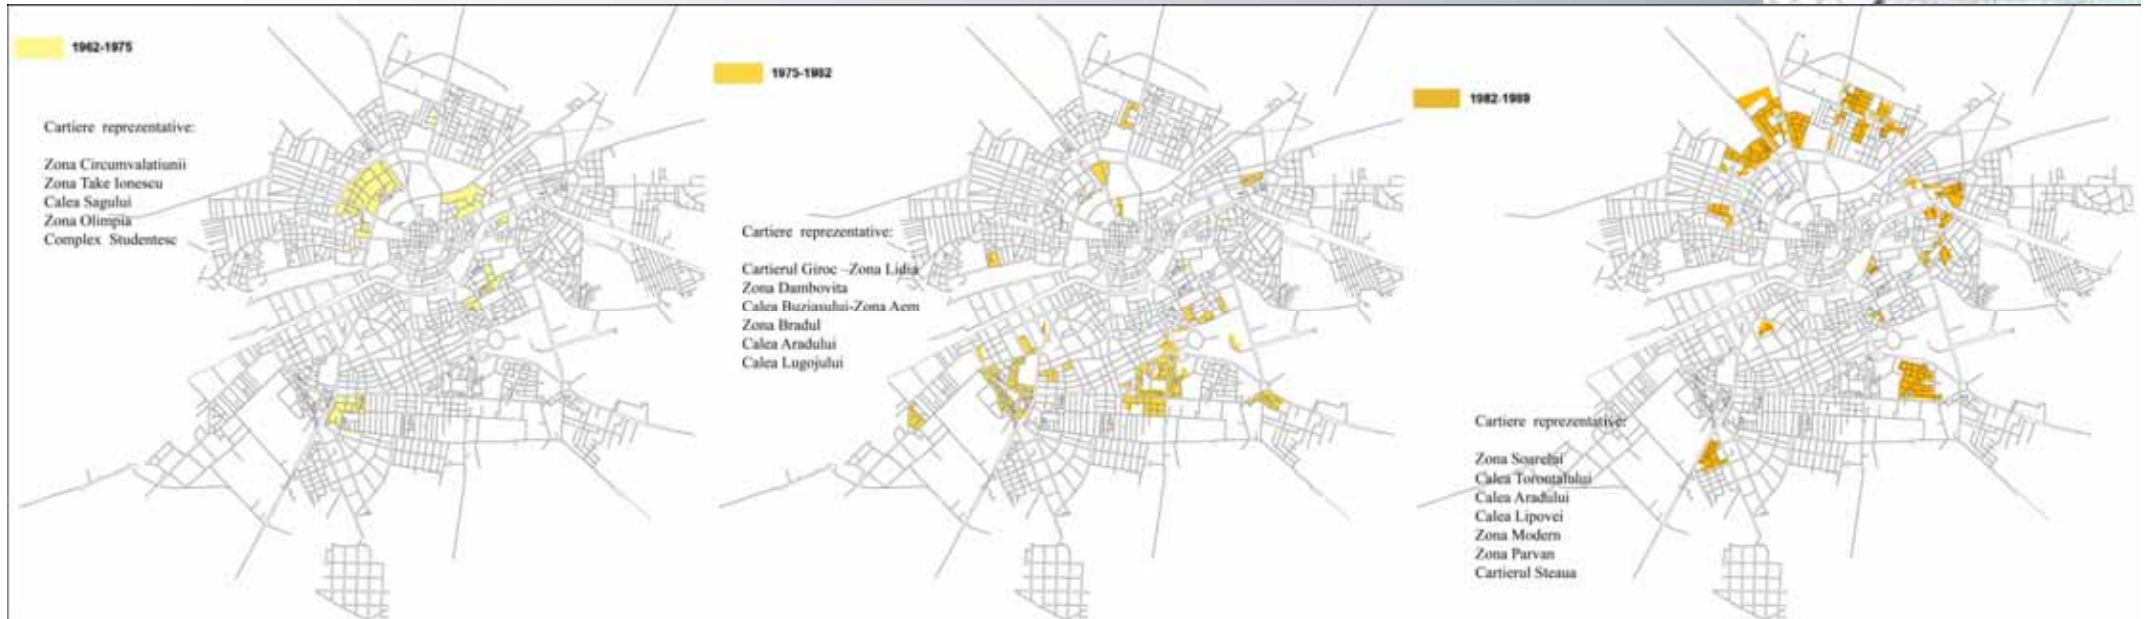 1962-1975
Cartiere reprezentative:
Zona Circumvalatiunii
Zona Take Ionescu
Calea Sagului
Zona Olimpia
Complex Studentesc
1975-1982
Cartiere reprezentative:
Cartierul Giroc –Zona Lidia
Zona Dambovita
Calea Buziasului-Zona Aem
Zona Bradul
Calea Aradului
Calea Lugojului
1982-1989
Cartiere reprezentative:
Zona Soarelui
Calea Torontalului
Calea Aradului
Calea Lipovei
Zona Modern
Zona Parvan
Cartierul Steaua